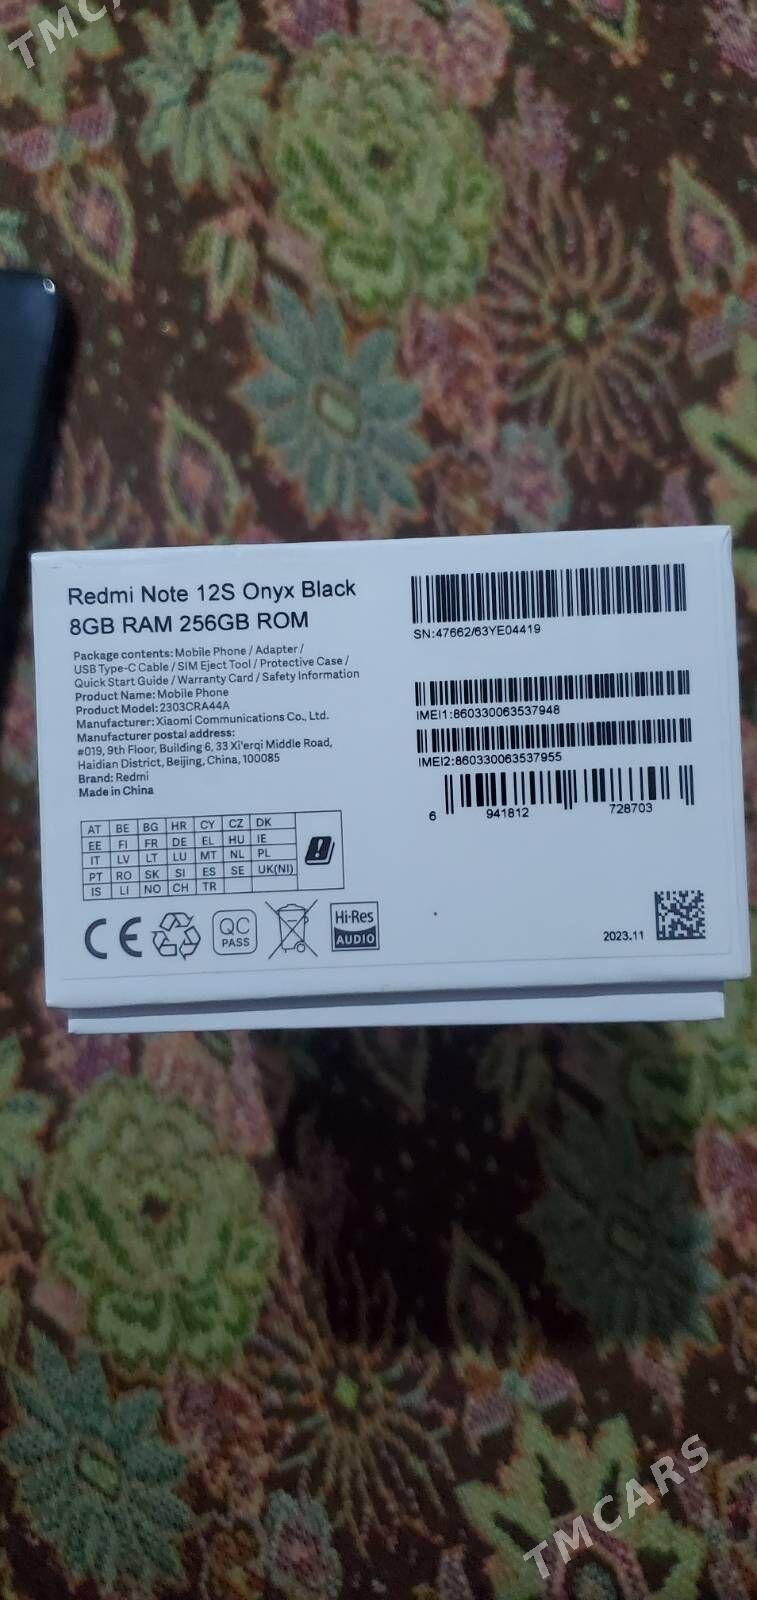 TMCA
Redmi Note 12S Onyx Black
8GB RAM 256GB ROM
Package contents: Mobile Phone / Adapter /
USB Type-C Cable / SIM Eject Tool / Protective Case /
Quick Start Guide / Warranty Card / Safety Information
Product Name: Mobile Phone
Product Model: 2303CRA44A
Manufacturer: Xiaomi Communications Co., Ltd.
Manufacturer postal address:
#019, 9th Floor, Building 6, 33 Xi'erqi Middle Road,
Haidian District, Beijing, China, 100085
Brand: Redmi
Made in China
AT BE BG HR CY CZ DK
EE FI FR DE EL HU IE
IT LV LT LU MT NL PL
PT RO SK SI ES SE UK(NI)
IS LI NO CH TR
CE
QC
PASS
Hi-Res
AUDIO
SN:47662/63YE04419
IMEI1:860330063537948
IMEI2:860330063537955
6 941812 728703
2023.11
TMCARS